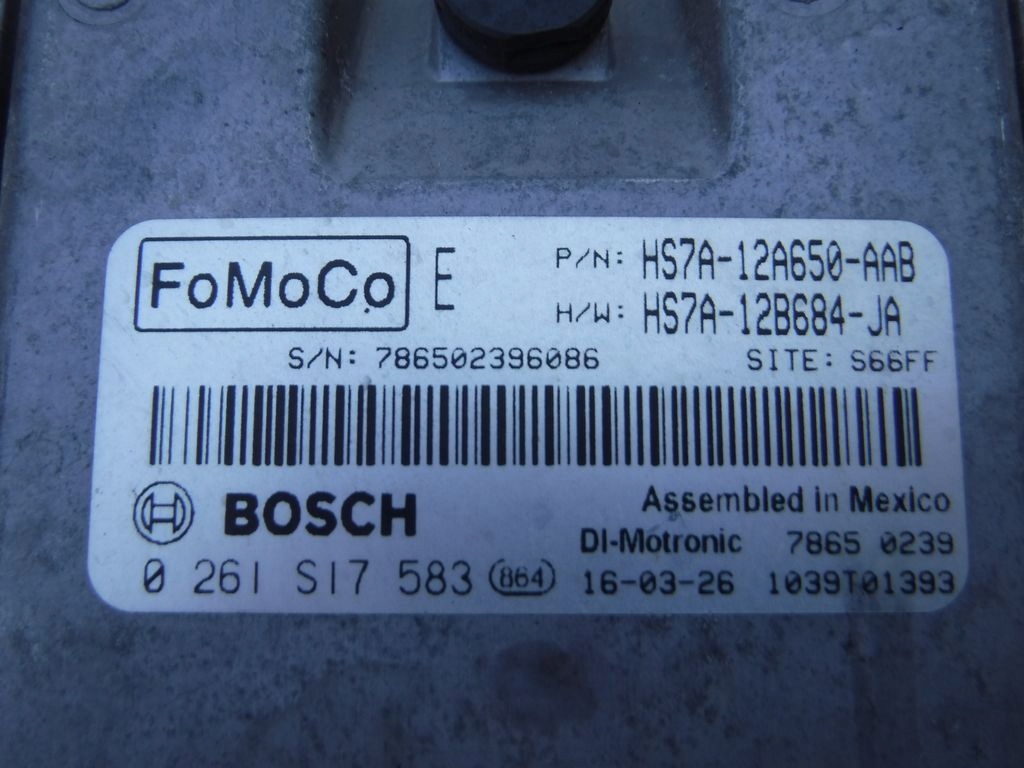 FoMoCo E P/N: HS7A-12A650-AAB
H/W: HS7A-12B684-JA
S/N: 786502396086 SITE: S66FF
BOSCH Assembled in Mexico
DI-Motronic 7865 0239
0 261 S17 583 864 16-03-26 1039T01393